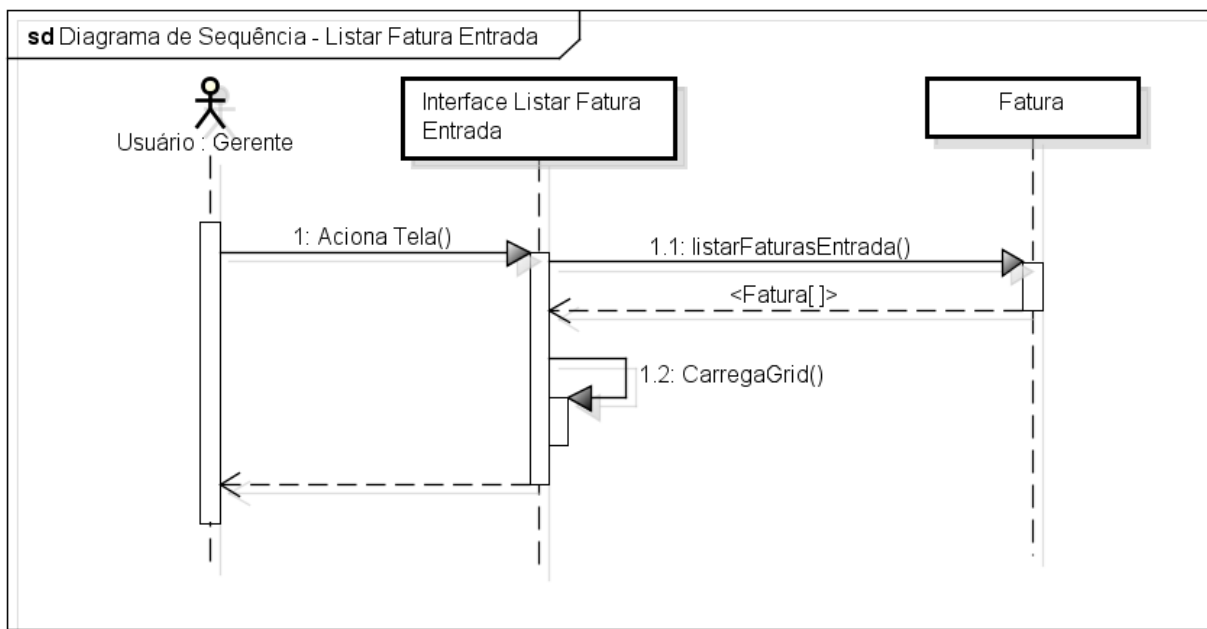 sd Diagrama de Sequência - Listar Fatura Entrada
Usuário : Gerente
Interface Listar Fatura
Entrada
Fatura
1: Aciona Tela()
1.1: listarFaturasEntrada()
<Fatura[ ]>
1.2: CarregaGrid()